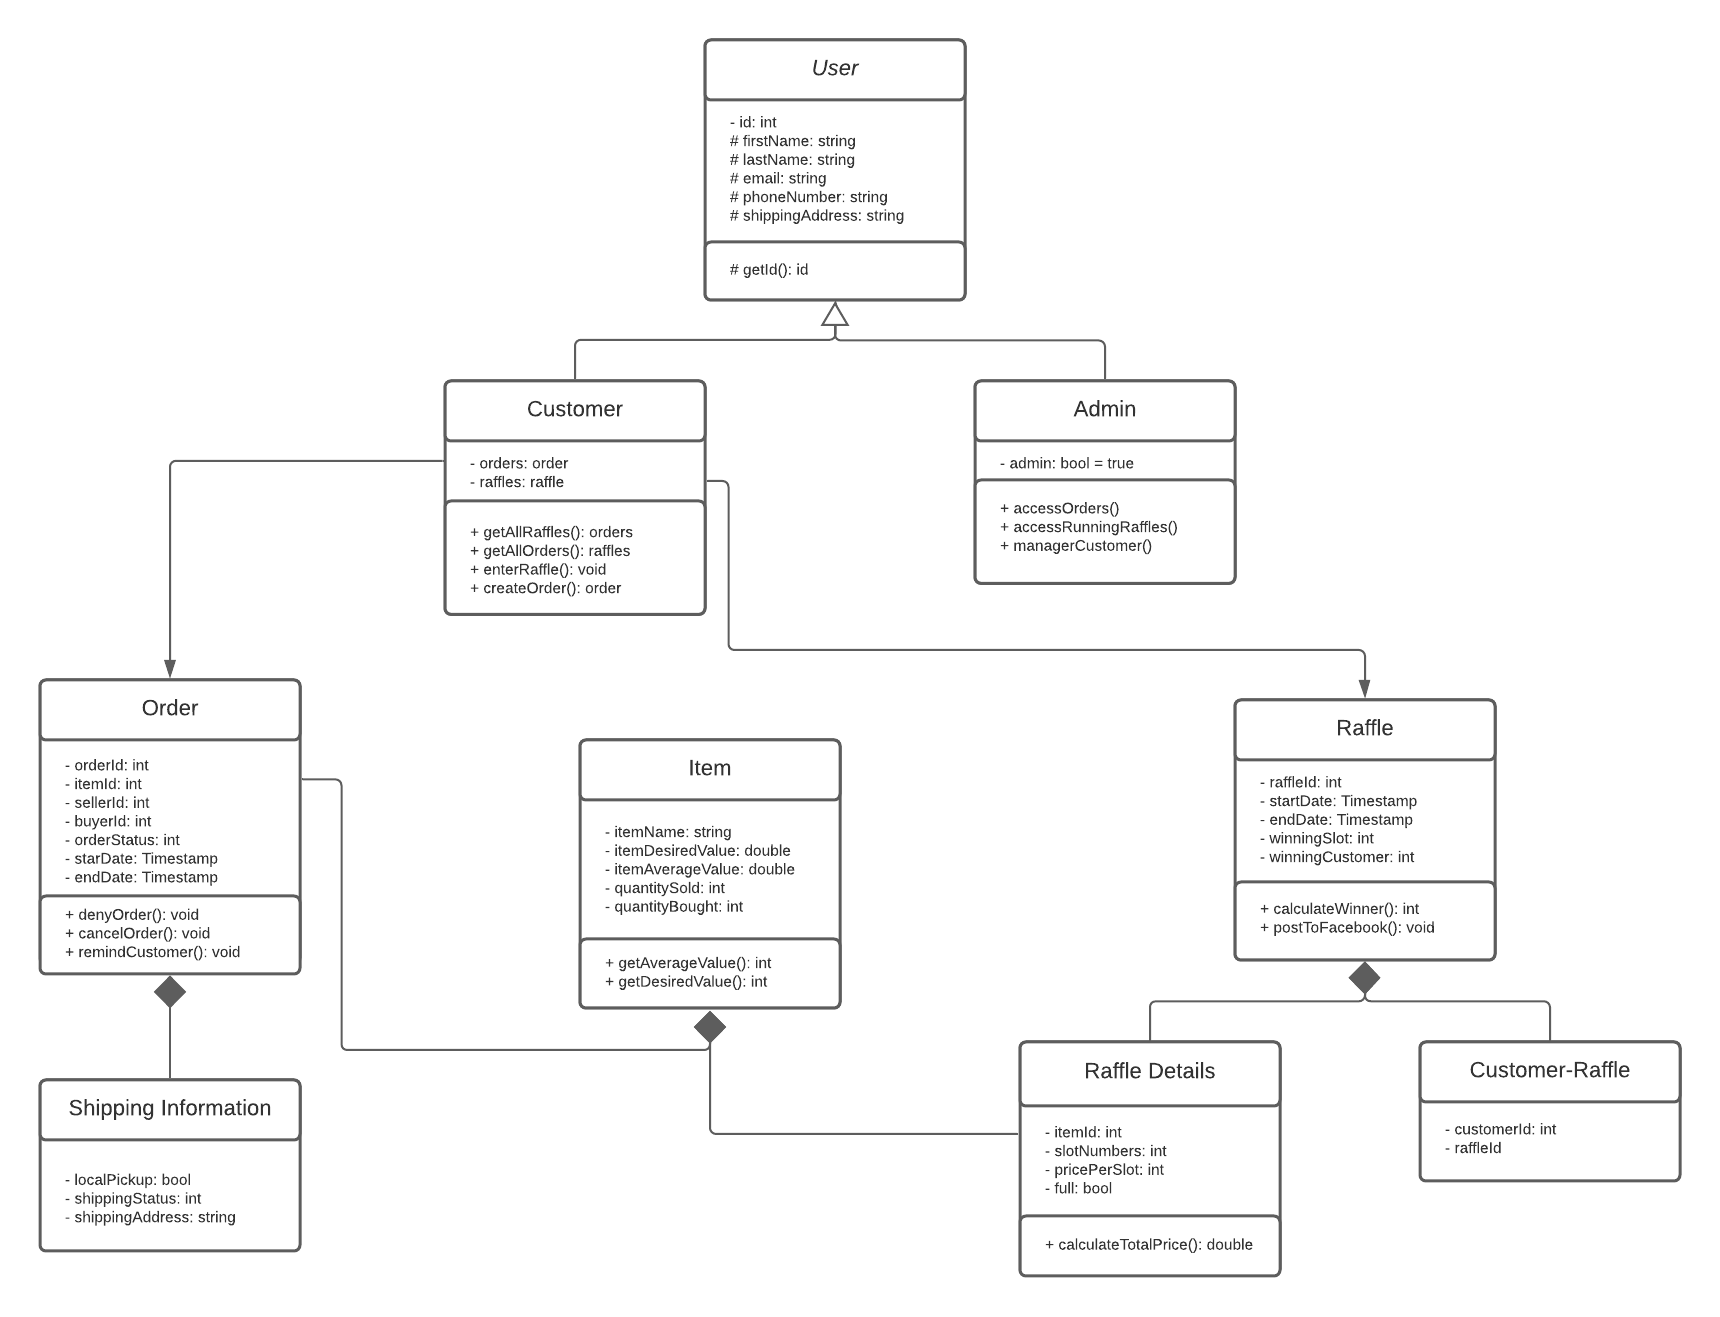 User
- id: int
# firstName: string
# lastName: string
# email: string
# phoneNumber: string
# shippingAddress: string
# getId(): id
Customer
- orders: order
- raffles: raffle
+ getAllRaffles(): orders
+ getAllOrders(): raffles
+ enterRaffle(): void
+ createOrder(): order
Admin
- admin: bool = true
+ accessOrders()
+ accessRunningRaffles()
+ managerCustomer()
Order
- orderId: int
- itemId: int
- sellerId: int
- buyerId: int
- orderStatus: int
- starDate: Timestamp
- endDate: Timestamp
+ denyOrder(): void
+ cancelOrder(): void
+ remindCustomer(): void
Item
- itemName: string
- itemDesiredValue: double
- itemAverageValue: double
- quantitySold: int
- quantityBought: int
+ getAverageValue(): int
+ getDesiredValue(): int
Raffle
- raffleId: int
- startDate: Timestamp
- endDate: Timestamp
- winningSlot: int
- winningCustomer: int
+ calculateWinner(): int
+ postToFacebook(): void
Shipping Information
- localPickup: bool
- shippingStatus: int
- shippingAddress: string
Raffle Details
- itemId: int
- slotNumbers: int
- pricePerSlot: int
- full: bool
+ calculateTotalPrice(): double
Customer-Raffle
- customerId: int
- raffleId